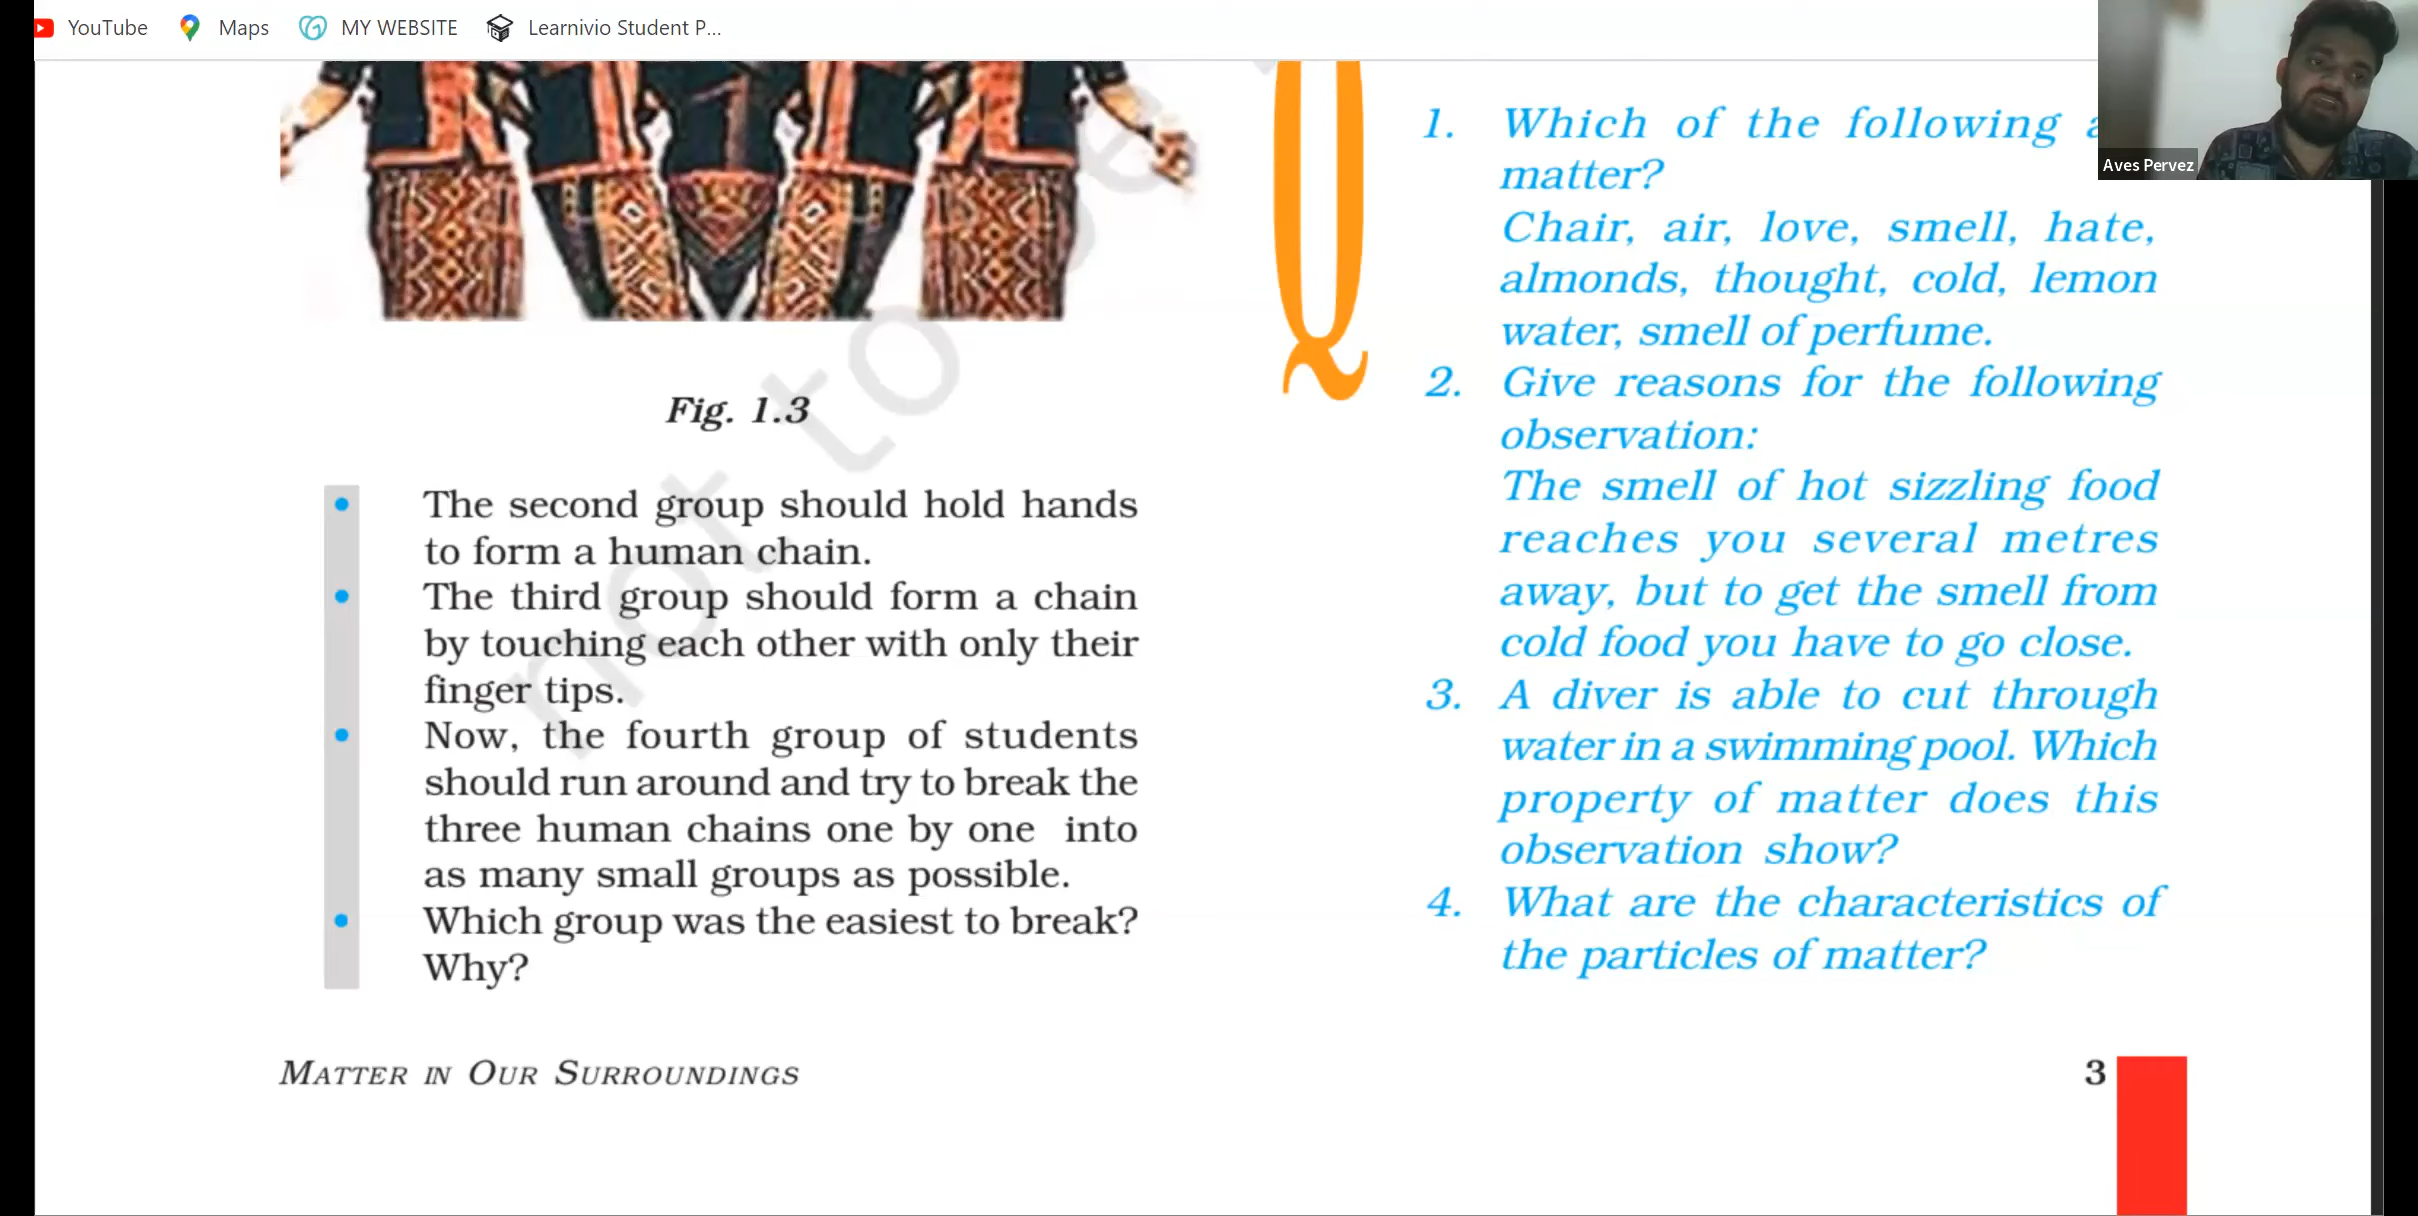 YouTube Maps MY WEBSITE Learnivio Student P...
Aves Pervez
Fig. 1.3
• The second group should hold hands
to form a human chain.
• The third group should form a chain
by touching each other with only their
finger tips.
• Now, the fourth group of students
should run around and try to break the
three human chains one by one into
as many small groups as possible.
• Which group was the easiest to break?
Why?
Q
1. Which of the following
matter?
Chair, air, love, smell, hate,
almonds, thought, cold, lemon
water, smell of perfume.
2. Give reasons for the following
observation:
The smell of hot sizzling food
reaches you several metres
away, but to get the smell from
cold food you have to go close.
3. A diver is able to cut through
water in a swimming pool. Which
property of matter does this
observation show?
4. What are the characteristics of
the particles of matter?
MATTER IN OUR SURROUNDINGS
3
not to